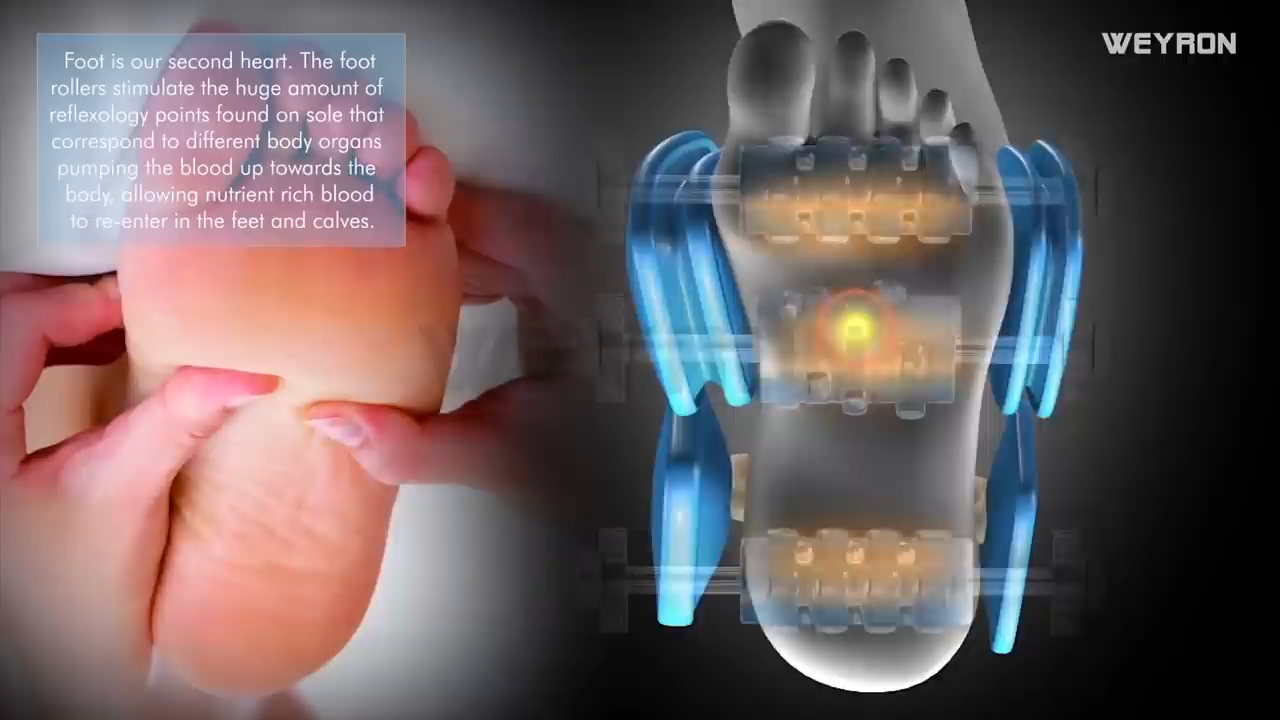 Foot is our second heart. The foot
rollers stimulate the huge amount of
reflexology points found on sole that
correspond to different body organs
pumping the blood up towards the
body, allowing nutrient rich blood
to re-enter in the feet and calves.
WEYRON